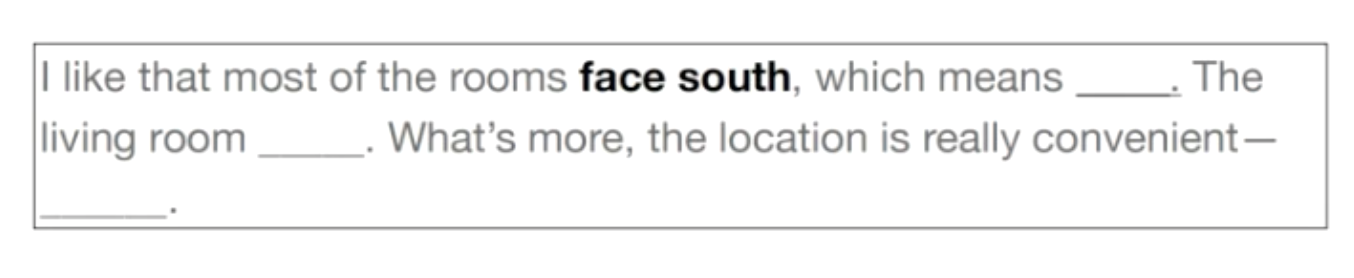 I like that most of the rooms face south, which means _____. The
living room _____. What's more, the location is really convenient—
______.